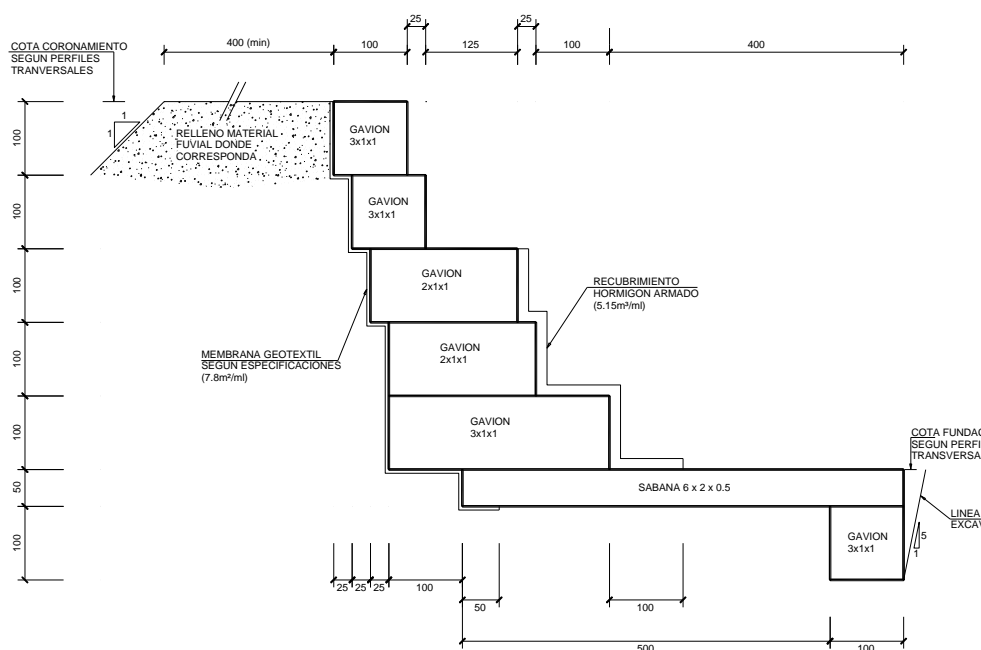 25
25
400 (min)
100
125
100
400
COTA CORONAMIENTO
SEGUN PERFILES
TRANVERSALES
1
1
RELLENO MATERIAL
FUVIAL DONDE
CORRESPONDA
GAVION
3x1x1
100
GAVION
3x1x1
100
GAVION
2x1x1
100
RECUBRIMIENTO
HORMIGON ARMADO
(5.15m³/ml)
MEMBRANA GEOTEXTIL
SEGUN ESPECIFICACIONES
(7.8m²/ml)
GAVION
2x1x1
100
GAVION
3x1x1
100
COTA FUNDAC
SEGUN PERFI
TRANSVERSA
SABANA 6 x 2 x 0.5
50
LINEA
EXCAV
GAVION
3x1x1
5
1
100
25
25
25
100
50
100
500
100